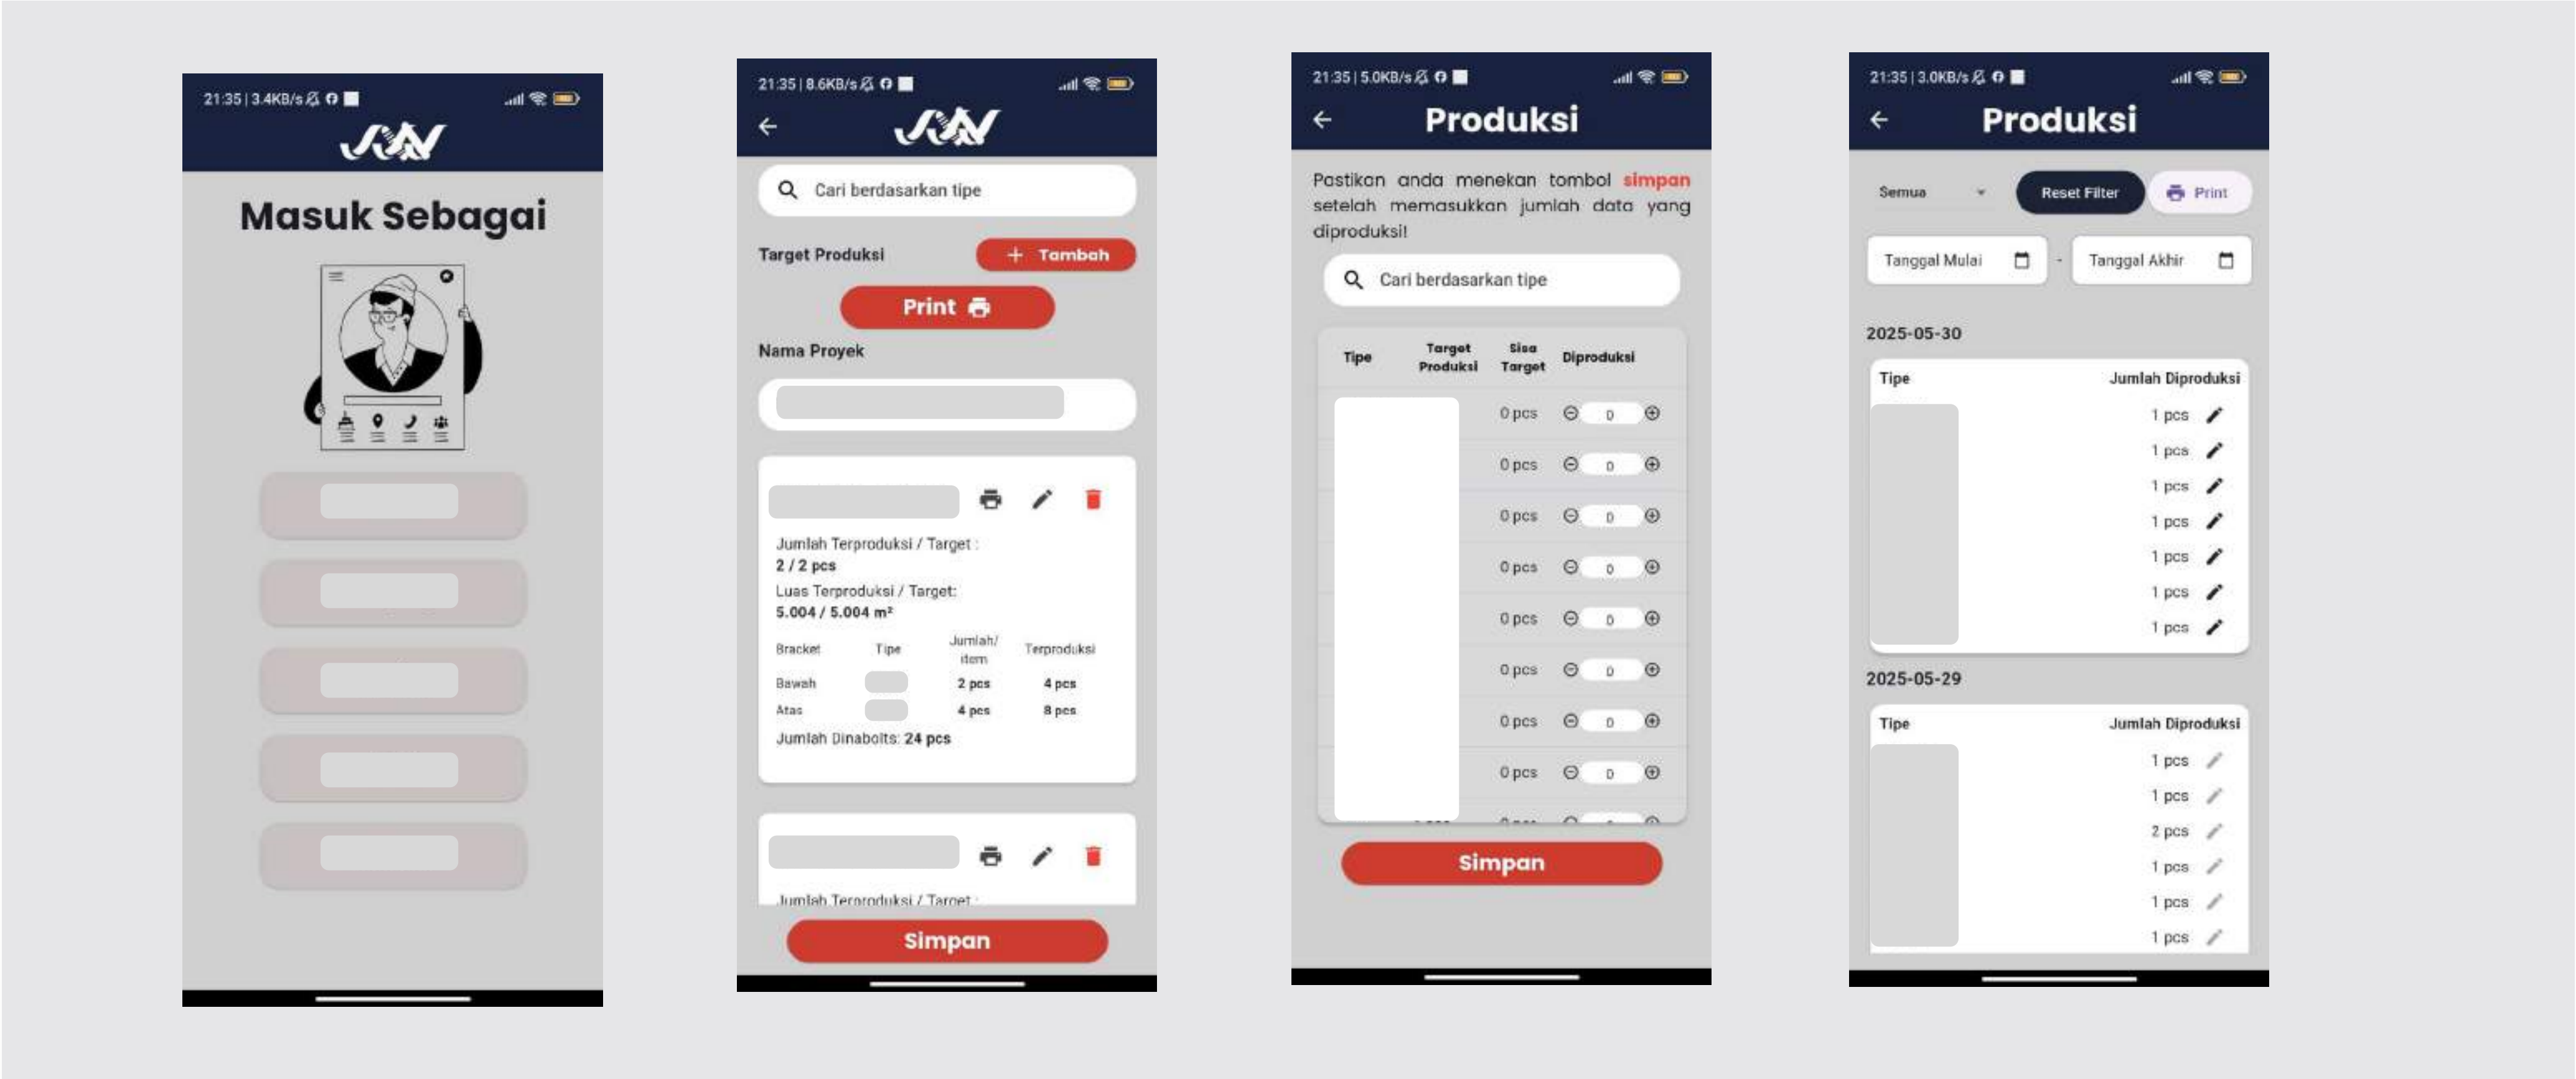 21:35 | 3.4KB/s
Masuk Sebagai
21:35 | 8.6KB/s
Cari berdasarkan tipe
Target Produksi
+ Tambah
Print
Nama Proyek
Jumlah Terproduksi / Target :
2 / 2 pcs
Luas Terproduksi / Target:
5.004 / 5.004 m²
Bracket Tipe Jumlah/ item Terproduksi
Bawah 2 pcs 4 pcs
Atas 4 pcs 8 pcs
Jumlah Dinabolts: 24 pcs
Jumlah Terproduksi / Target :
Simpan
21:35 | 5.0KB/s
Produksi
Pastikan anda menekan tombol simpan
setelah memasukkan jumlah data yang
diproduksi!
Cari berdasarkan tipe
Tipe Target Produksi Sisa Target Diproduksi
0 pcs 0
0 pcs 0
0 pcs 0
0 pcs 0
0 pcs 0
0 pcs 0
0 pcs 0
0 pcs 0
Simpan
21:35 | 3.0KB/s
Produksi
Semua
Reset Filter
Print
Tanggal Mulai - Tanggal Akhir
2025-05-30
Tipe Jumlah Diproduksi
1 pcs
1 pcs
1 pcs
1 pcs
1 pcs
1 pcs
1 pcs
2025-05-29
Tipe Jumlah Diproduksi
1 pcs
1 pcs
2 pcs
1 pcs
1 pcs
1 pcs